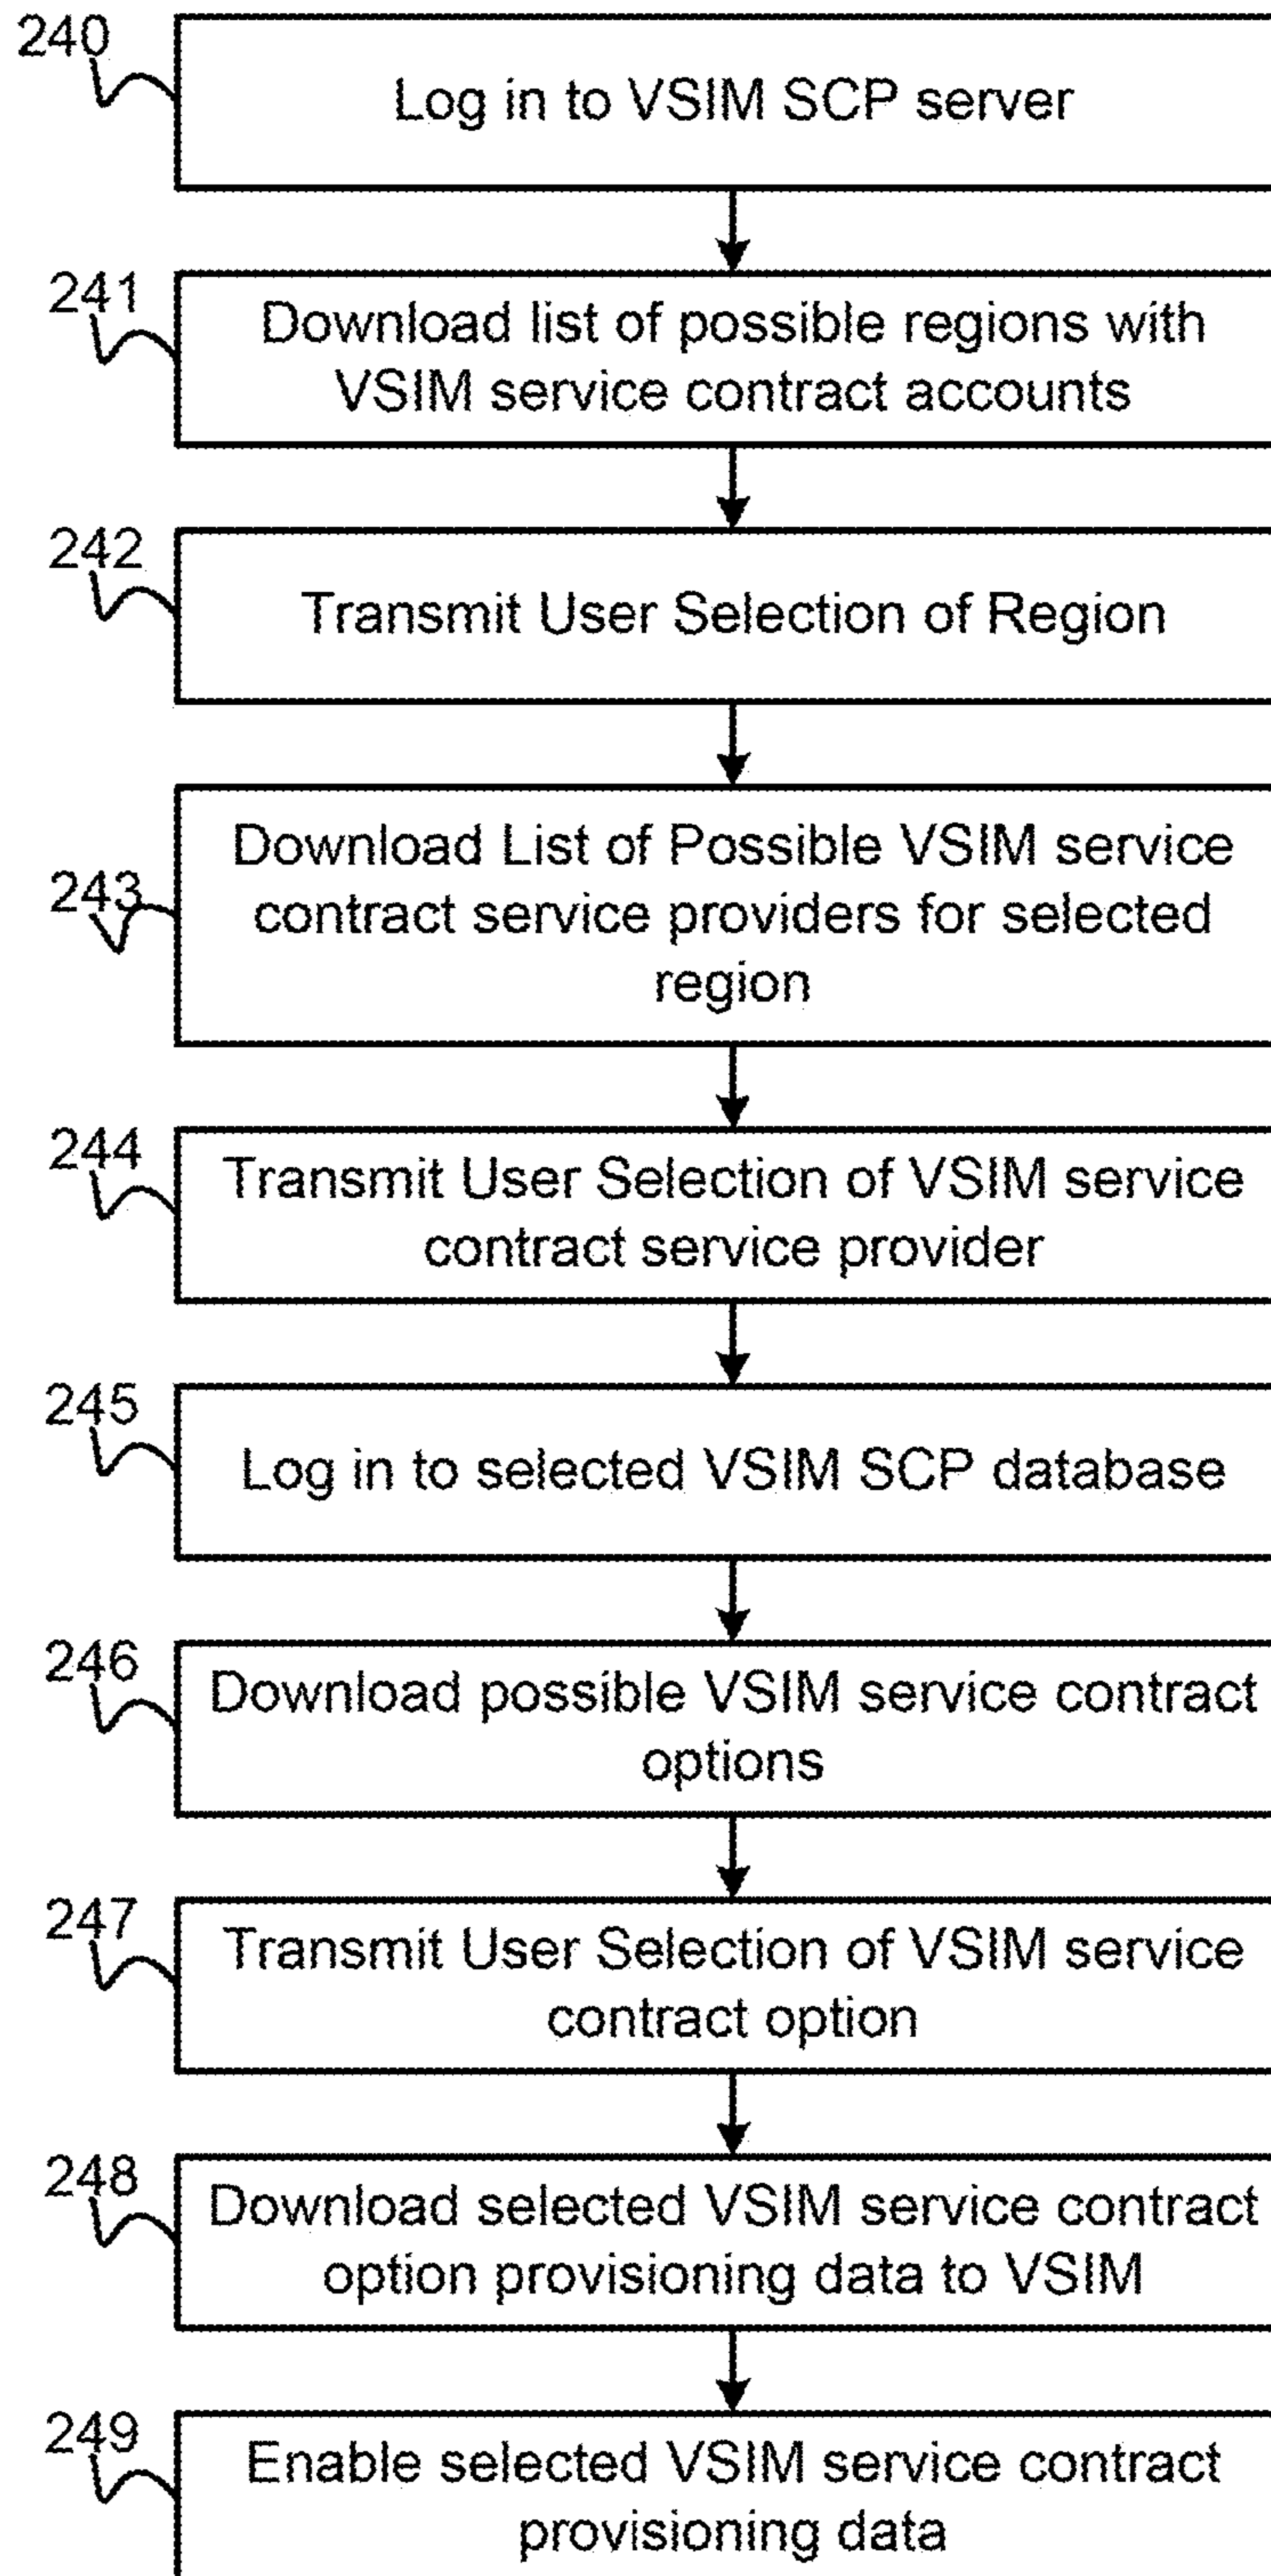 240
Log in to VSIM SCP server
241
Download list of possible regions with
VSIM service contract accounts
242
Transmit User Selection of Region
243
Download List of Possible VSIM service
contract service providers for selected
region
244
Transmit User Selection of VSIM service
contract service provider
245
Log in to selected VSIM SCP database
246
Download possible VSIM service contract
options
247
Transmit User Selection of VSIM service
contract option
248
Download selected VSIM service contract
option provisioning data to VSIM
249
Enable selected VSIM service contract
provisioning data